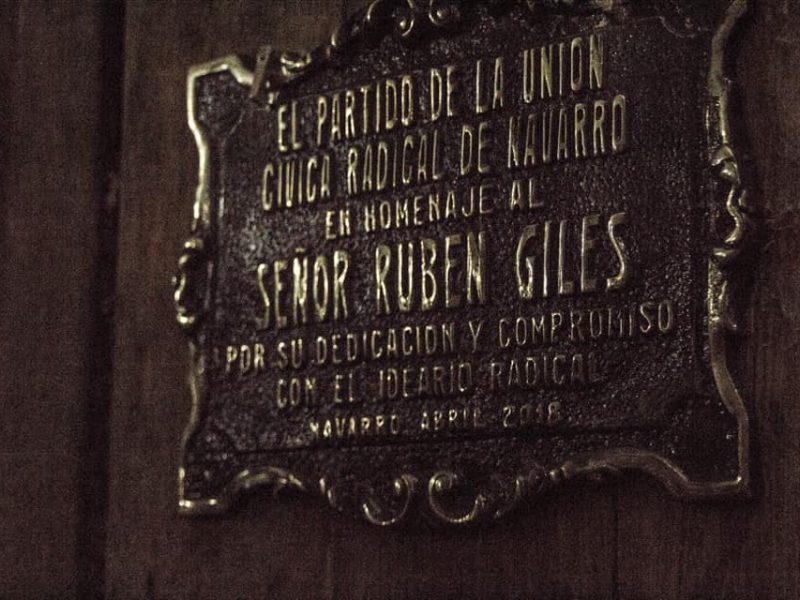 EL PARTIDO DE LA UNION
CIVICA RADICAL DE NAVARRO
EN HOMENAJE AL
SEÑOR RUBEN GILES
POR SU DEDICACION Y COMPROMISO
CON EL IDEARIO RADICAL
NAVARRO, ABRIL 2018